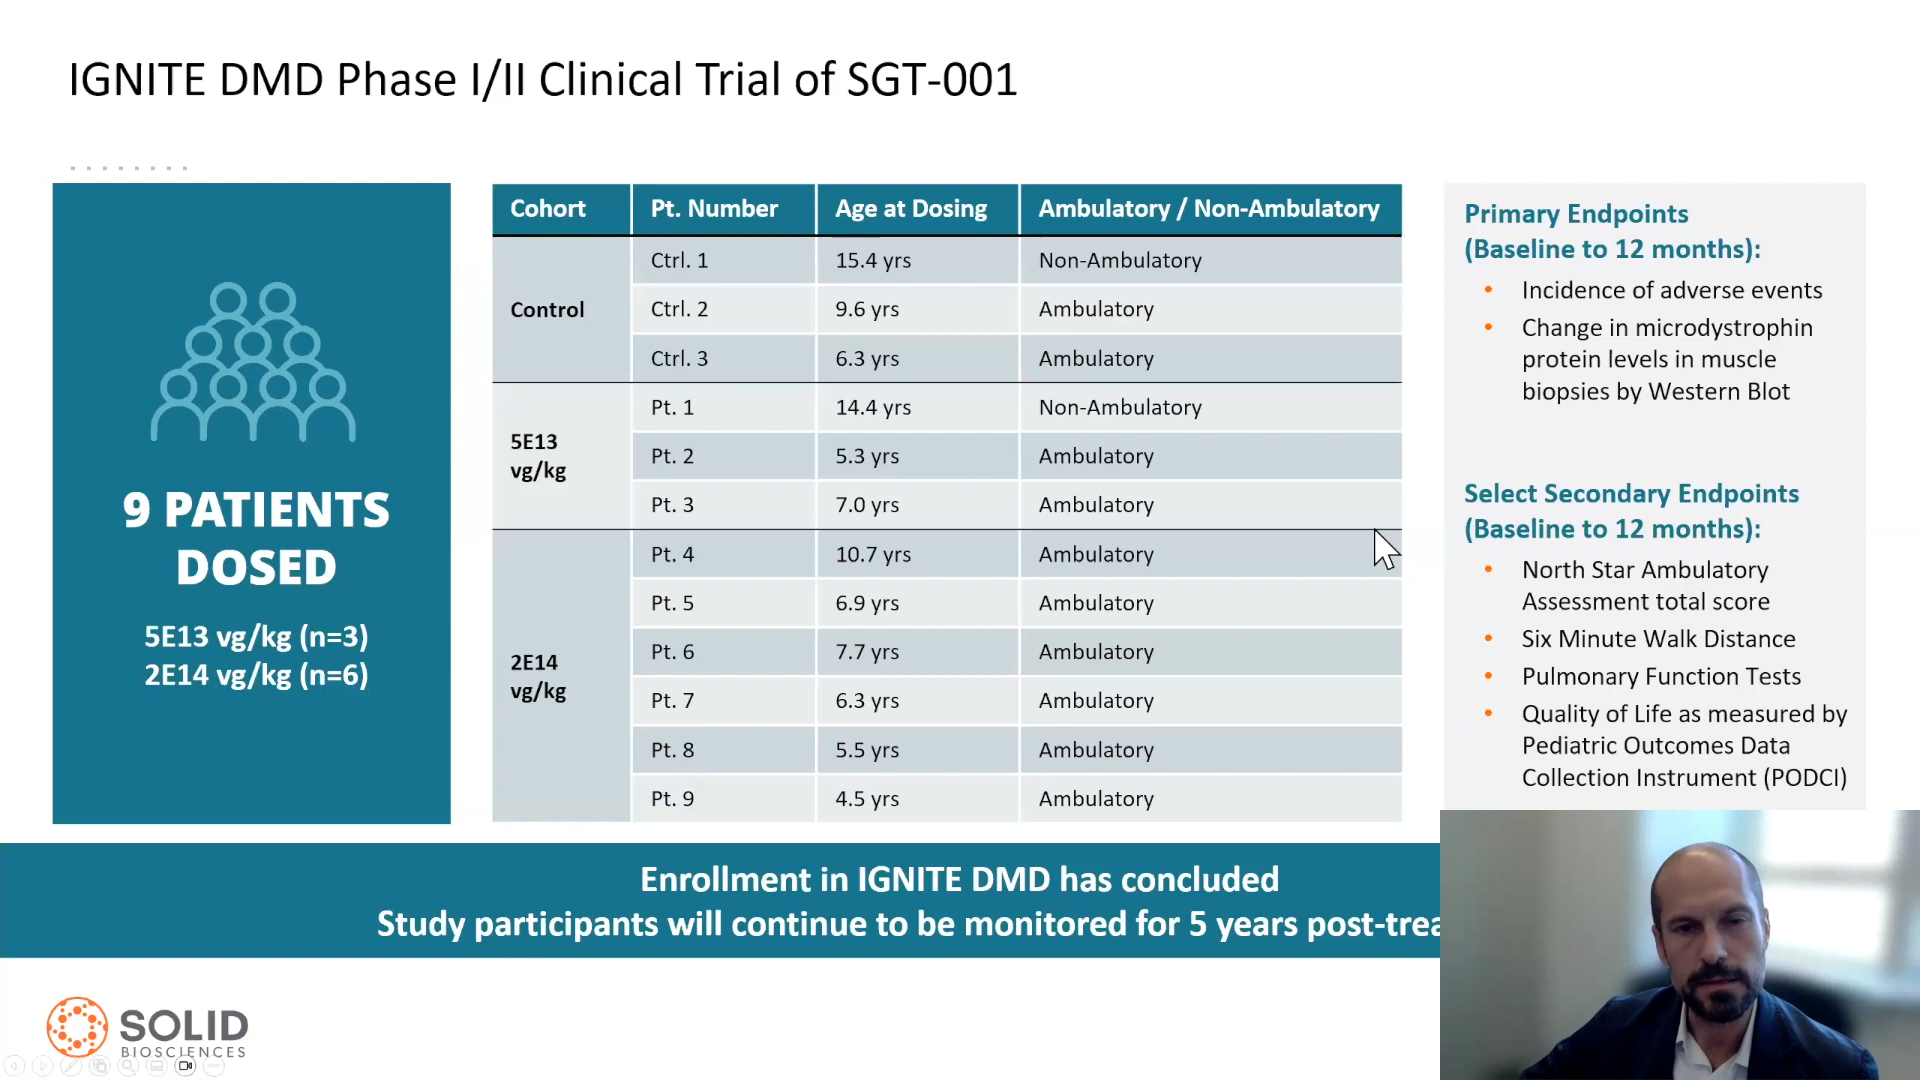 IGNITE DMD Phase I/II Clinical Trial of SGT-001
9 PATIENTS
DOSED
5E13 vg/kg (n=3)
2E14 vg/kg (n=6)
Cohort Pt. Number Age at Dosing Ambulatory / Non-Ambulatory
Control
Ctrl. 1 15.4 yrs Non-Ambulatory
Ctrl. 2 9.6 yrs Ambulatory
Ctrl. 3 6.3 yrs Ambulatory
5E13
vg/kg
Pt. 1 14.4 yrs Non-Ambulatory
Pt. 2 5.3 yrs Ambulatory
Pt. 3 7.0 yrs Ambulatory
2E14
vg/kg
Pt. 4 10.7 yrs Ambulatory
Pt. 5 6.9 yrs Ambulatory
Pt. 6 7.7 yrs Ambulatory
Pt. 7 6.3 yrs Ambulatory
Pt. 8 5.5 yrs Ambulatory
Pt. 9 4.5 yrs Ambulatory
Primary Endpoints
(Baseline to 12 months):
• Incidence of adverse events
• Change in microdystrophin
protein levels in muscle
biopsies by Western Blot
Select Secondary Endpoints
(Baseline to 12 months):
• North Star Ambulatory
Assessment total score
• Six Minute Walk Distance
• Pulmonary Function Tests
• Quality of Life as measured by
Pediatric Outcomes Data
Collection Instrument (PODCI)
Enrollment in IGNITE DMD has concluded
Study participants will continue to be monitored for 5 years post-trea
SOLID
BIOSCIENCES